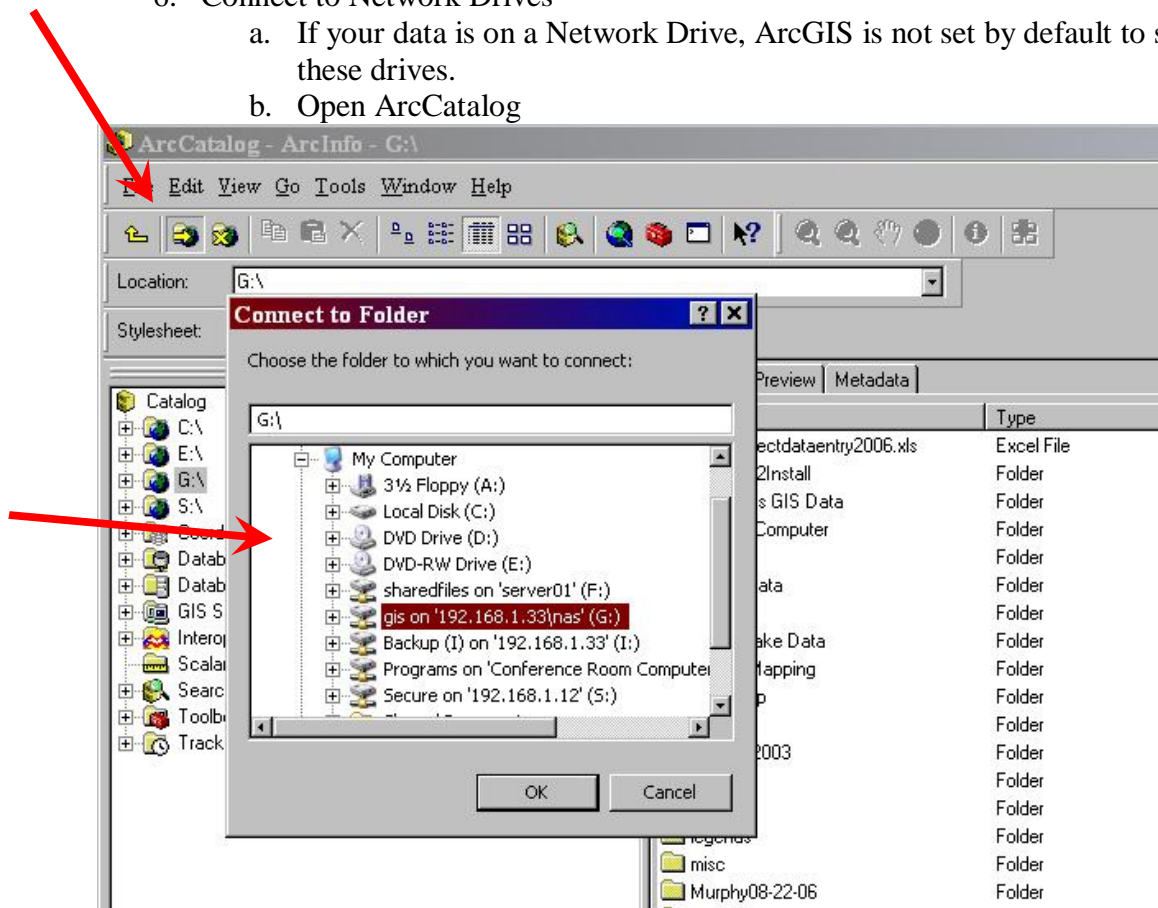 Connect to Network Drives
a. If your data is on a Network Drive, ArcGIS is not set by default to
these drives.
b. Open ArcCatalog
ArcCatalog - ArcInfo - G:\
Edit View Go Tools Window Help
Location: G:\
Stylesheet:
Connect to Folder
Choose the folder to which you want to connect:
G:\
My Computer
3½ Floppy (A:)
Local Disk (C:)
DVD Drive (D:)
DVD-RW Drive (E:)
sharedfiles on 'server01' (F:)
gis on '192.168.1.33\nas' (G:)
Backup (I) on '192.168.1.33' (I:)
Programs on 'Conference Room Computer
Secure on '192.168.1.12' (S:)
OK Cancel
Catalog
C:\
E:\
G:\
S:\
Coord
Datab
Datab
GIS S
Interop
Scalar
Searc
Toolbo
Track
Preview Metadata
Type
ectdataentry2006.xls Excel File
2Install Folder
s GIS Data Folder
Computer Folder
Folder
ata Folder
Folder
ake Data Folder
Mapping Folder
p Folder
Folder
2003 Folder
Folder
Folder
legends Folder
misc Folder
Murphy08-22-06 Folder